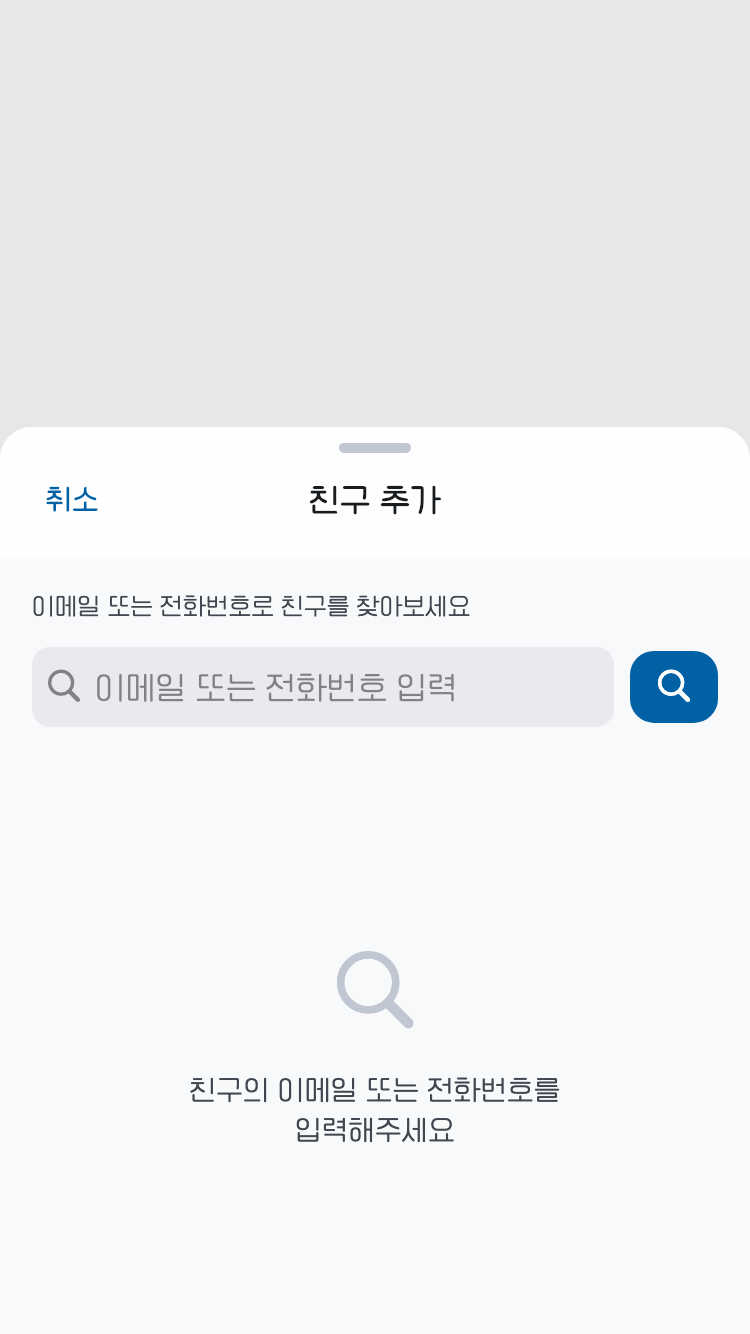 취소
친구 추가
이메일 또는 전화번호로 친구를 찾아보세요
이메일 또는 전화번호 입력
친구의 이메일 또는 전화번호를
입력해주세요